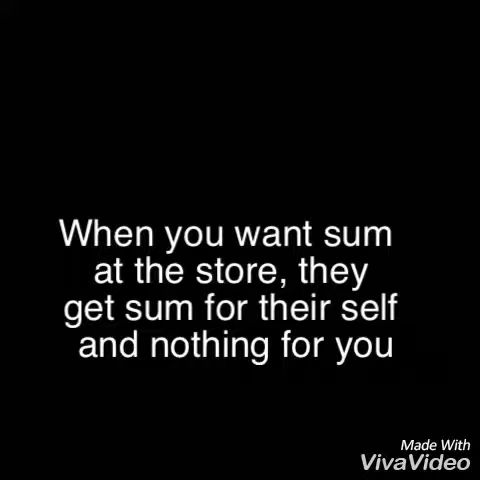 When you want sum
at the store, they
get sum for their self
and nothing for you
Made With
VivaVideo